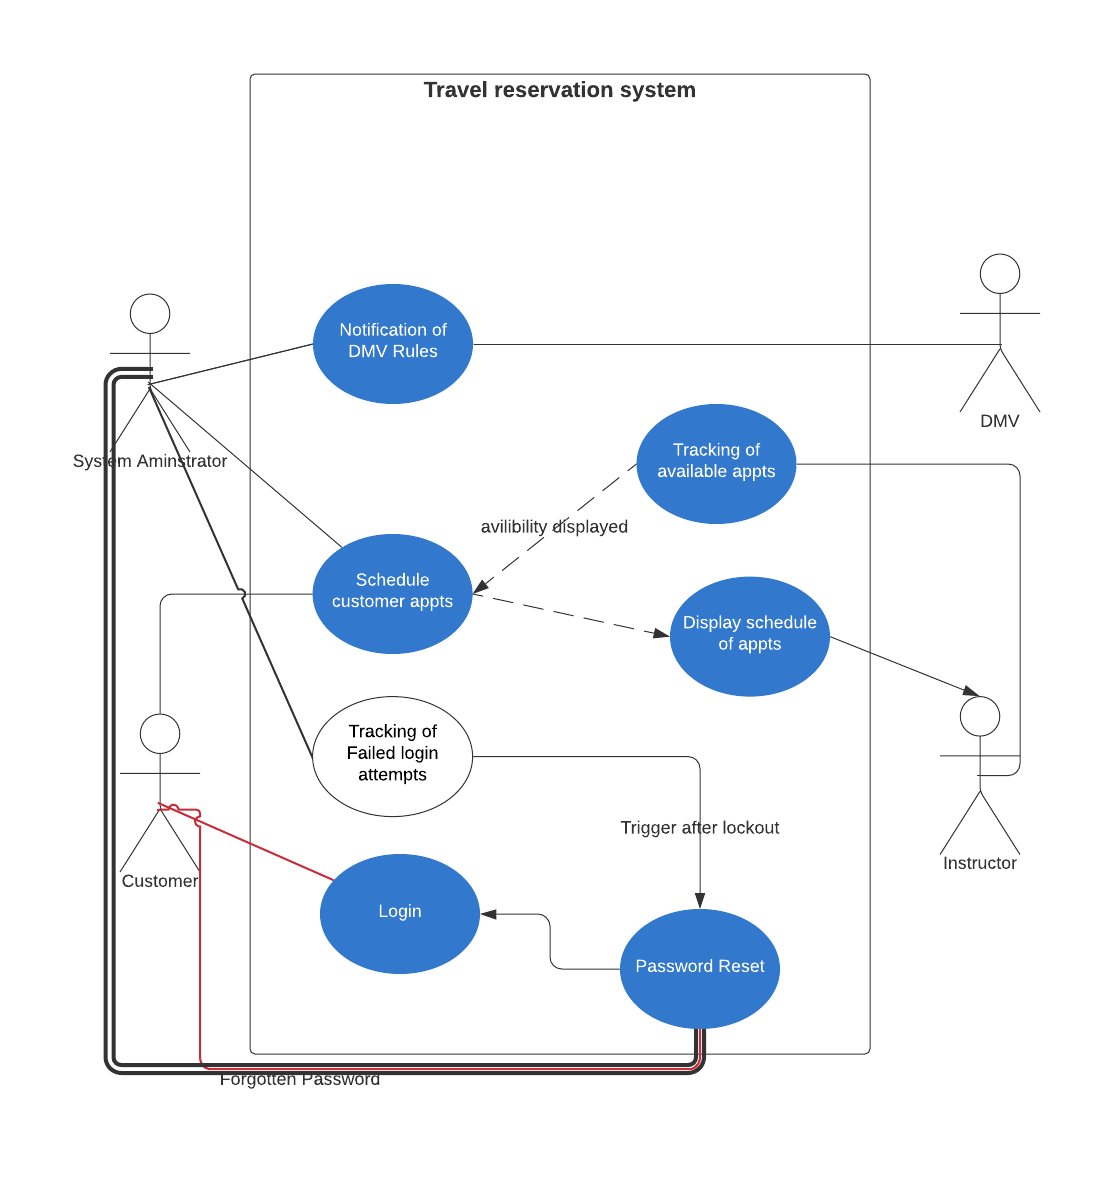 Travel reservation system
Notification of
DMV Rules
DMV
System Aminstrator
Tracking of
available appts
avilibility displayed
Schedule
customer appts
Display schedule
of appts
Tracking of
Failed login
attempts
Trigger after lockout
Instructor
Customer
Login
Password Reset
Forgotten Password